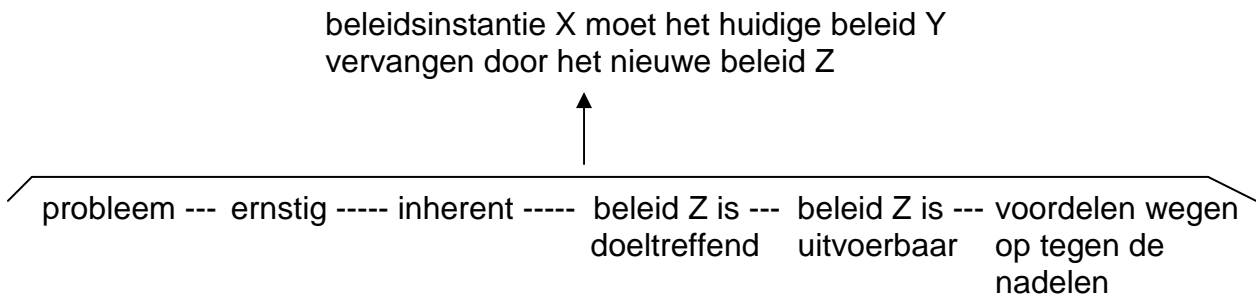 beleidsinstantie X moet het huidige beleid Y
vervangen door het nieuwe beleid Z
probleem --- ernstig ----- inherent ----- beleid Z is --- beleid Z is --- voordelen wegen
doeltreffend uitvoerbaar op tegen de
nadelen